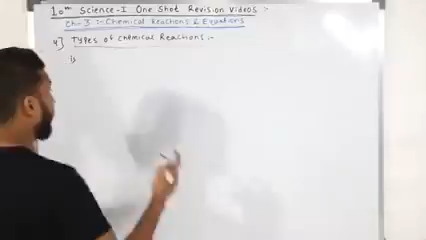 10th Science-I One Shot Revision Videos :-
Ch-3 :- Chemical Reactions & Equations
4] Types of Chemical Reactions :-
1)